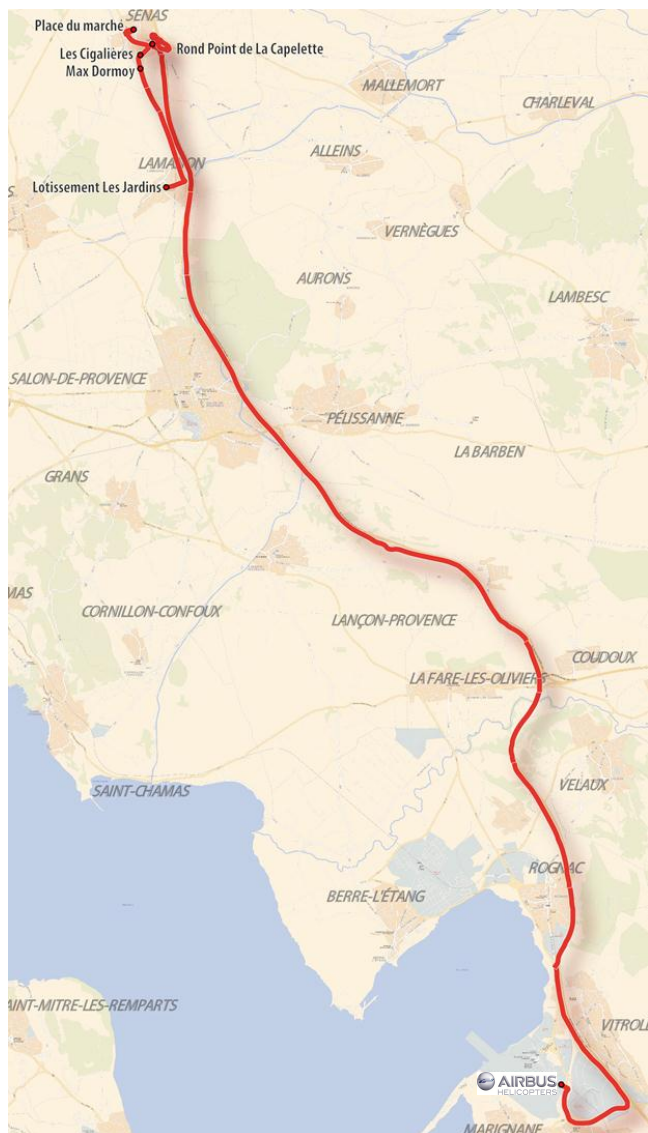 SENAS
Place du marché
Rond Point de La Capelette
Les Cigalières
Max Dormoy
MALLEMORT
CHARLEVAL
ALLEINS
LAMANON
Lotissement Les Jardins
VERNÈGUES
AURONS
LAMBESC
SALON-DE-PROVENCE
PÉLISSANNE
LA BARBEN
GRANS
MAS
CORNILLON-CONFOUX
LANÇON-PROVENCE
COUDOUX
LA FARE-LES-OLIVIERS
SAINT-CHAMAS
VELAUX
ROGNAC
BERRE-L'ÉTANG
AINT-MITRE-LES-REMPARTS
VITROLL
AIRBUS
HELICOPTERS
MARIGNANE